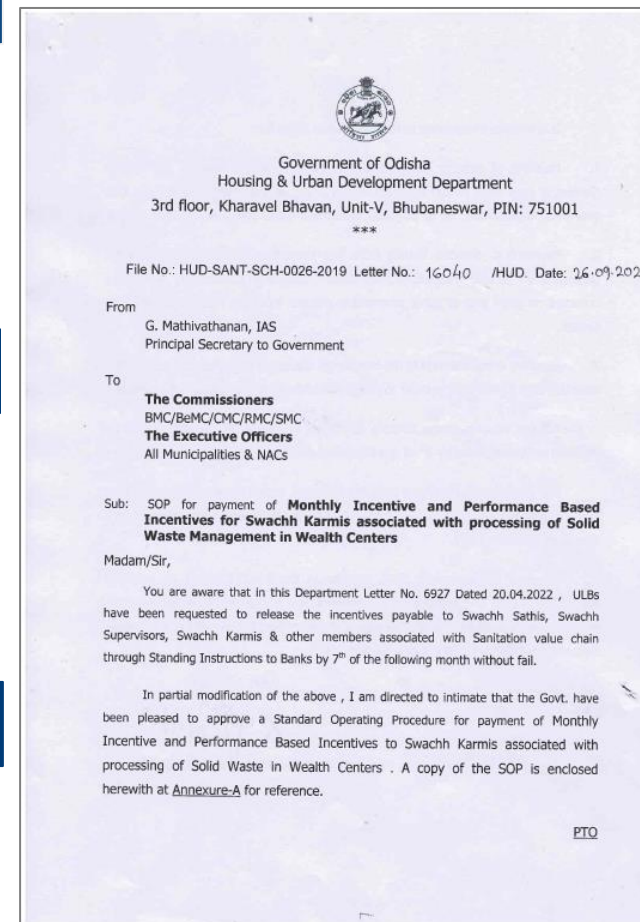 Government of Odisha
Housing & Urban Development Department
3rd floor, Kharavel Bhavan, Unit-V, Bhubaneswar, PIN: 751001
***
File No.: HUD-SANT-SCH-0026-2019 Letter No.: 16040 /HUD. Date: 26.09.202
From
G. Mathivathanan, IAS
Principal Secretary to Government
To
The Commissioners
BMC/BeMC/CMC/RMC/SMC
The Executive Officers
All Municipalities & NACs
Sub: SOP for payment of Monthly Incentive and Performance Based
Incentives for Swachh Karmis associated with processing of Solid
Waste Management in Wealth Centers
Madam/Sir,
You are aware that in this Department Letter No. 6927 Dated 20.04.2022 , ULBs
have been requested to release the incentives payable to Swachh Sathis, Swachh
Supervisors, Swachh Karmis & other members associated with Sanitation value chain
through Standing Instructions to Banks by 7th of the following month without fail.
In partial modification of the above , I am directed to intimate that the Govt. have
been pleased to approve a Standard Operating Procedure for payment of Monthly
Incentive and Performance Based Incentives to Swachh Karmis associated with
processing of Solid Waste in Wealth Centers . A copy of the SOP is enclosed
herewith at Annexure-A for reference.
PTO